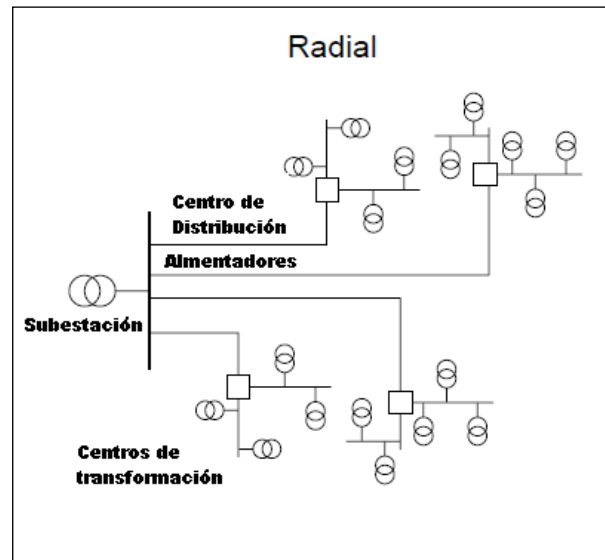 Radial
Centro de
Distribución
Alimentadores
Subestación
Centros de
transformación